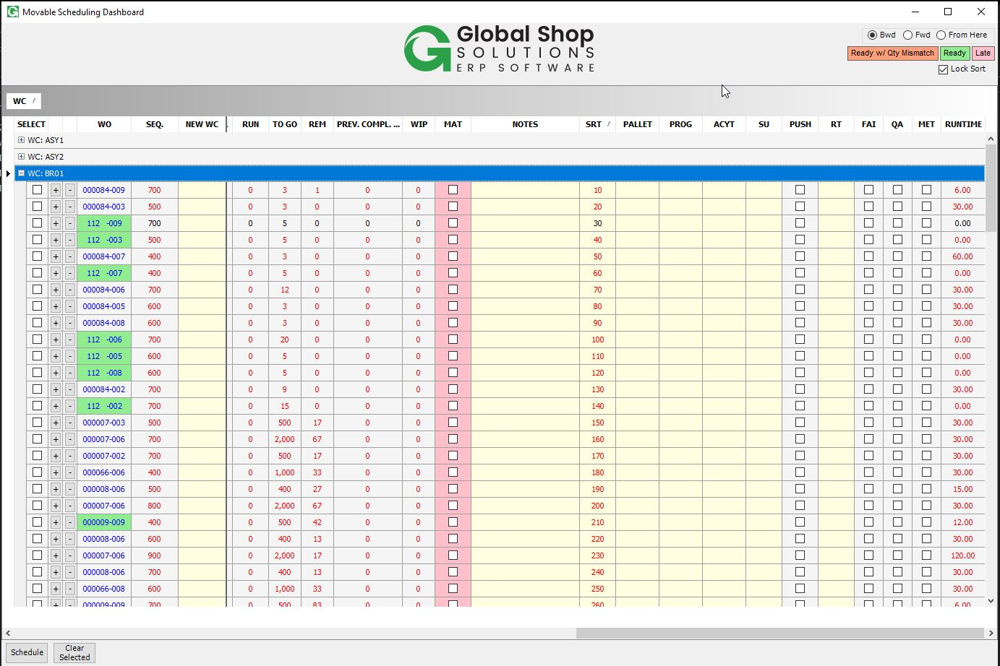 Movable Scheduling Dashboard
Global Shop
SOLUTIONS
ERP SOFTWARE
Bwd Fwd From Here
Ready w/ Qty Mismatch Ready Late
Lock Sort
WC
SELECT WO SEQ. NEW WC RUN TO GO REM PREV. COMPL. ... WIP MAT NOTES SRT PALLET PROG ACYT SU PUSH RT FAI QA MET RUNTIME
WC: ASY1
WC: ASY2
WC: BR01
+ - 000084-009 700 0 3 1 0 0 10 6.00
+ - 000084-003 500 0 3 0 0 0 20 30.00
+ - 112 -009 700 0 5 0 0 0 30 0.00
+ - 112 -003 500 0 5 0 0 0 40 0.00
+ - 000084-007 400 0 3 0 0 0 50 60.00
+ - 112 -007 400 0 5 0 0 0 60 0.00
+ - 000084-006 700 0 12 0 0 0 70 30.00
+ - 000084-005 600 0 3 0 0 0 80 30.00
+ - 000084-008 600 0 3 0 0 0 90 30.00
+ - 112 -006 700 0 20 0 0 0 100 0.00
+ - 112 -005 600 0 5 0 0 0 110 0.00
+ - 112 -008 600 0 5 0 0 0 120 0.00
+ - 000084-002 700 0 9 0 0 0 130 30.00
+ - 112 -002 700 0 15 0 0 0 140 0.00
+ - 000007-003 500 0 500 17 0 0 150 30.00
+ - 000007-006 700 0 2,000 67 0 0 160 30.00
+ - 000007-002 700 0 500 17 0 0 170 30.00
+ - 000066-006 400 0 1,000 33 0 0 180 30.00
+ - 000008-006 500 0 400 27 0 0 190 15.00
+ - 000007-006 800 0 2,000 67 0 0 200 30.00
+ - 000009-009 400 0 500 42 0 0 210 12.00
+ - 000008-006 600 0 400 13 0 0 220 30.00
+ - 000007-006 900 0 2,000 17 0 0 230 120.00
+ - 000008-006 700 0 400 13 0 0 240 30.00
+ - 000066-008 600 0 1,000 33 0 0 250 30.00
+ - 000009-009 700 0 500 83 0 0 260 6.00
Schedule Clear
Selected